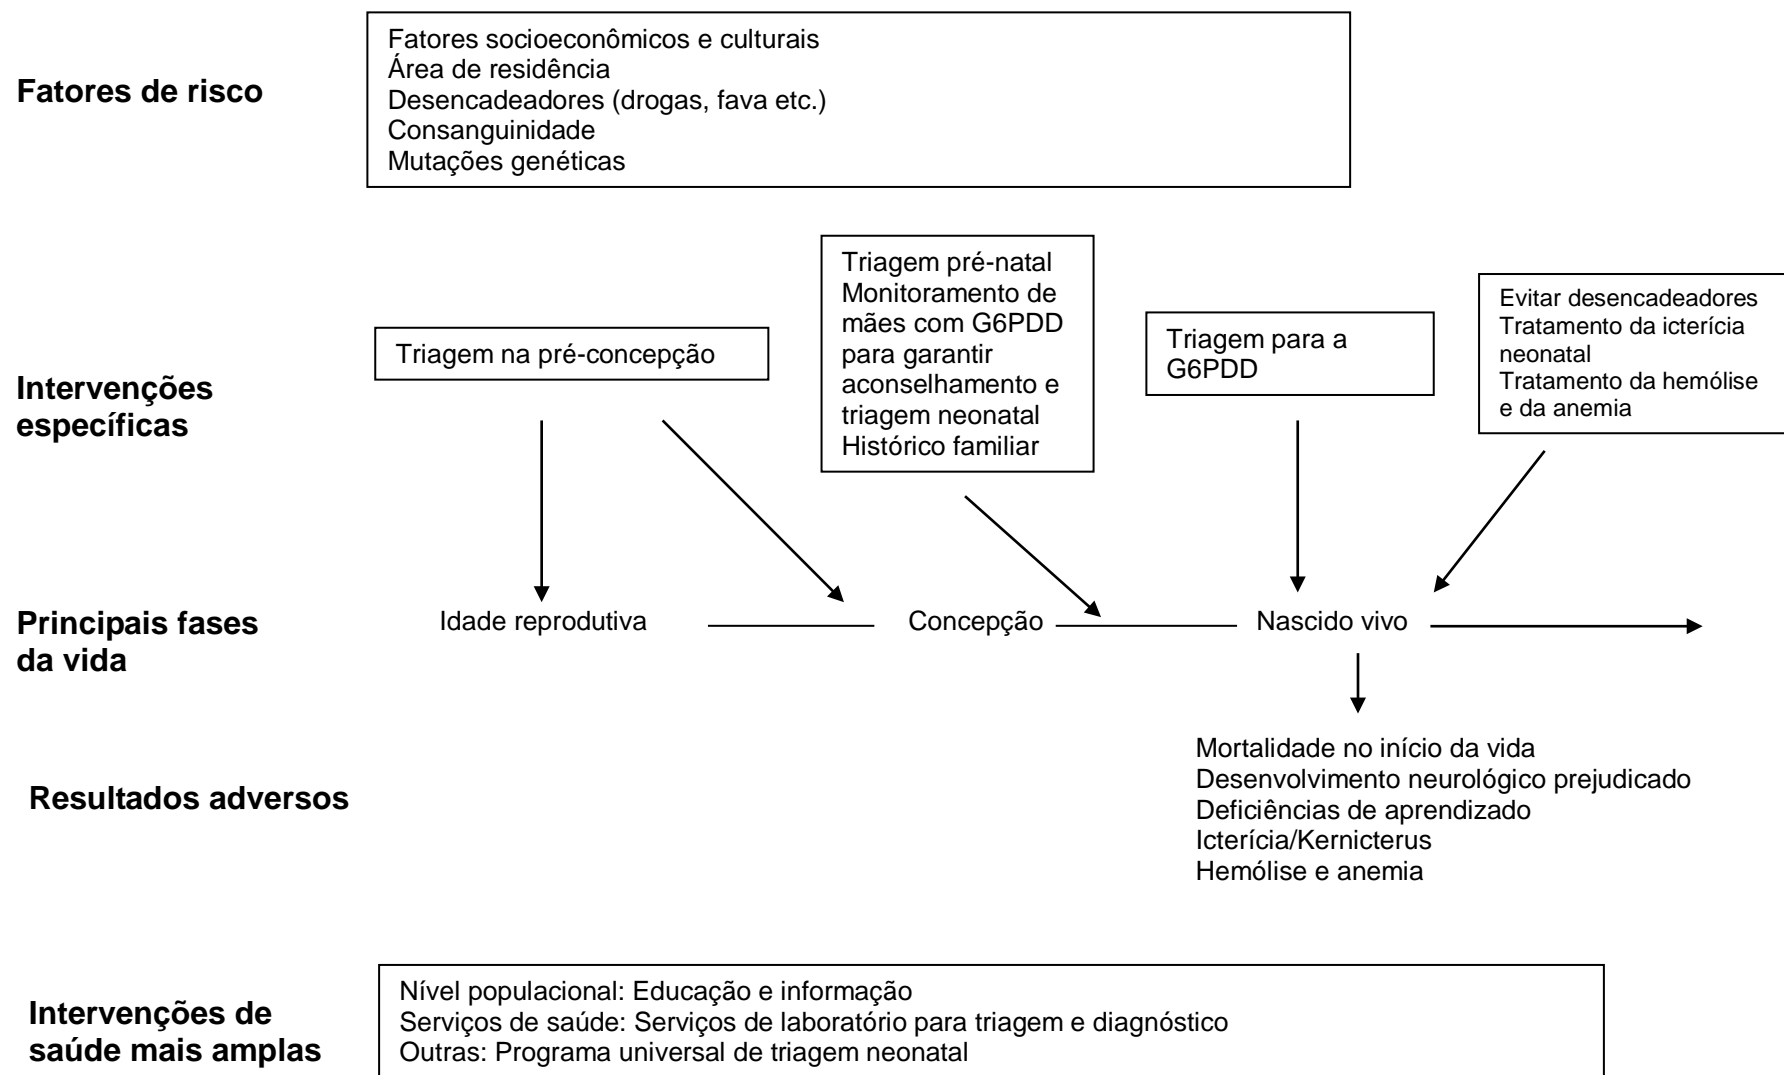 Fatores de risco
Fatores socioeconômicos e culturais
Área de residência
Desencadeadores (drogas, fava etc.)
Consanguinidade
Mutações genéticas
Intervenções
específicas
Triagem na pré-concepção
Triagem pré-natal
Monitoramento de
mães com G6PDD
para garantir
aconselhamento e
triagem neonatal
Histórico familiar
Triagem para a
G6PDD
Evitar desencadeadores
Tratamento da icterícia
neonatal
Tratamento da hemólise
e da anemia
Principais fases
da vida
Idade reprodutiva
Concepção
Nascido vivo
Resultados adversos
Mortalidade no início da vida
Desenvolvimento neurológico prejudicado
Deficiências de aprendizado
Icterícia/Kernicterus
Hemólise e anemia
Intervenções de
saúde mais amplas
Nível populacional: Educação e informação
Serviços de saúde: Serviços de laboratório para triagem e diagnóstico
Outras: Programa universal de triagem neonatal